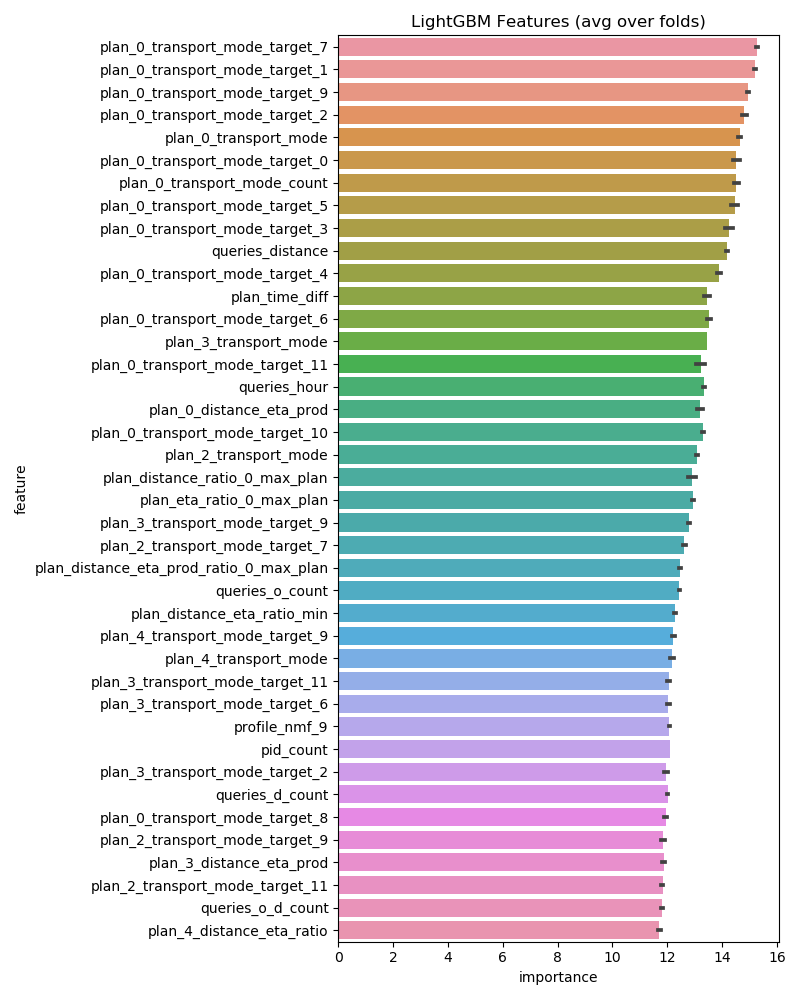 LightGBM Features (avg over folds)
plan_0_transport_mode_target_7
plan_0_transport_mode_target_1
plan_0_transport_mode_target_9
plan_0_transport_mode_target_2
plan_0_transport_mode
plan_0_transport_mode_target_0
plan_0_transport_mode_count
plan_0_transport_mode_target_5
plan_0_transport_mode_target_3
queries_distance
plan_0_transport_mode_target_4
plan_time_diff
plan_0_transport_mode_target_6
plan_3_transport_mode
plan_0_transport_mode_target_11
queries_hour
plan_0_distance_eta_prod
plan_0_transport_mode_target_10
plan_2_transport_mode
plan_distance_ratio_0_max_plan
plan_eta_ratio_0_max_plan
plan_3_transport_mode_target_9
plan_2_transport_mode_target_7
plan_distance_eta_prod_ratio_0_max_plan
queries_o_count
plan_distance_eta_ratio_min
plan_4_transport_mode_target_9
plan_4_transport_mode
plan_3_transport_mode_target_11
plan_3_transport_mode_target_6
profile_nmf_9
pid_count
plan_3_transport_mode_target_2
queries_d_count
plan_0_transport_mode_target_8
plan_2_transport_mode_target_9
plan_3_distance_eta_prod
plan_2_transport_mode_target_11
queries_o_d_count
plan_4_distance_eta_ratio
feature
0 2 4 6 8 10 12 14 16
importance